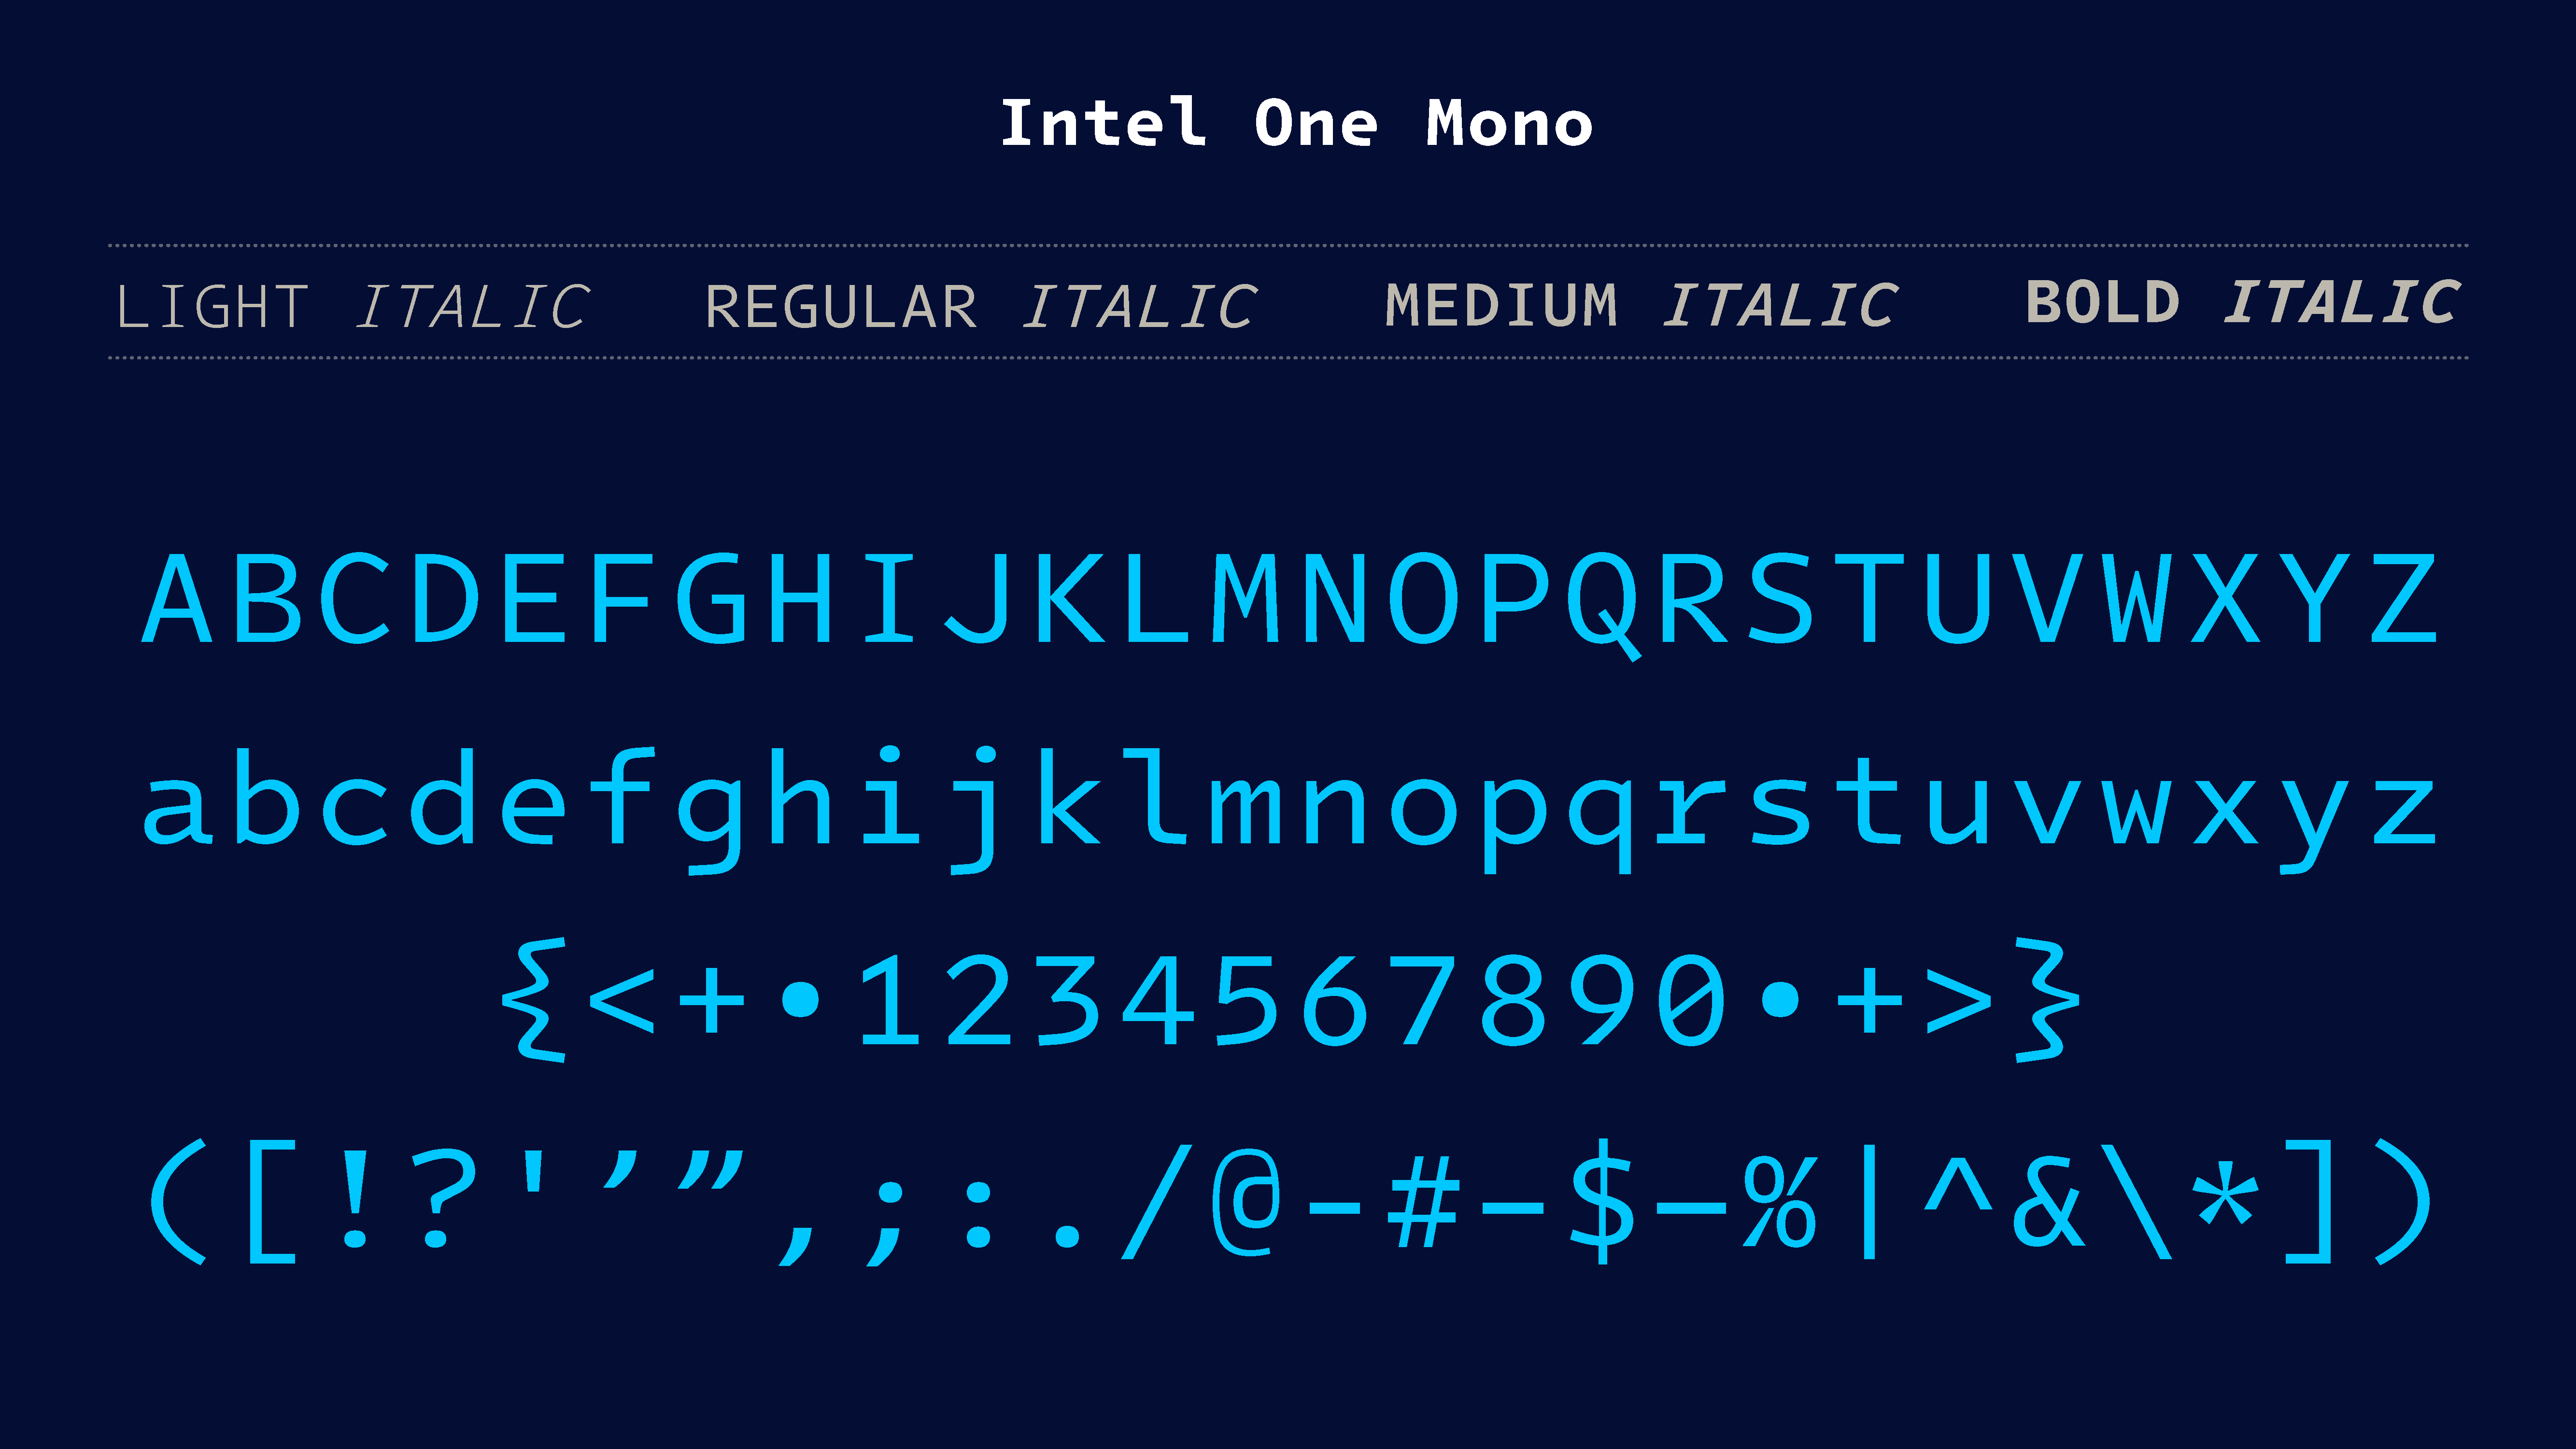 Intel One Mono
LIGHT ITALIC REGULAR ITALIC MEDIUM ITALIC BOLD ITALIC
ABCDEFGHIJKLMNOPQRSTUVWXYZ
abcdefghijklmnopqrstuvwxyz
{<+•1234567890•+>}
([!?'’”,;:./@-#–$—%|^&\*])